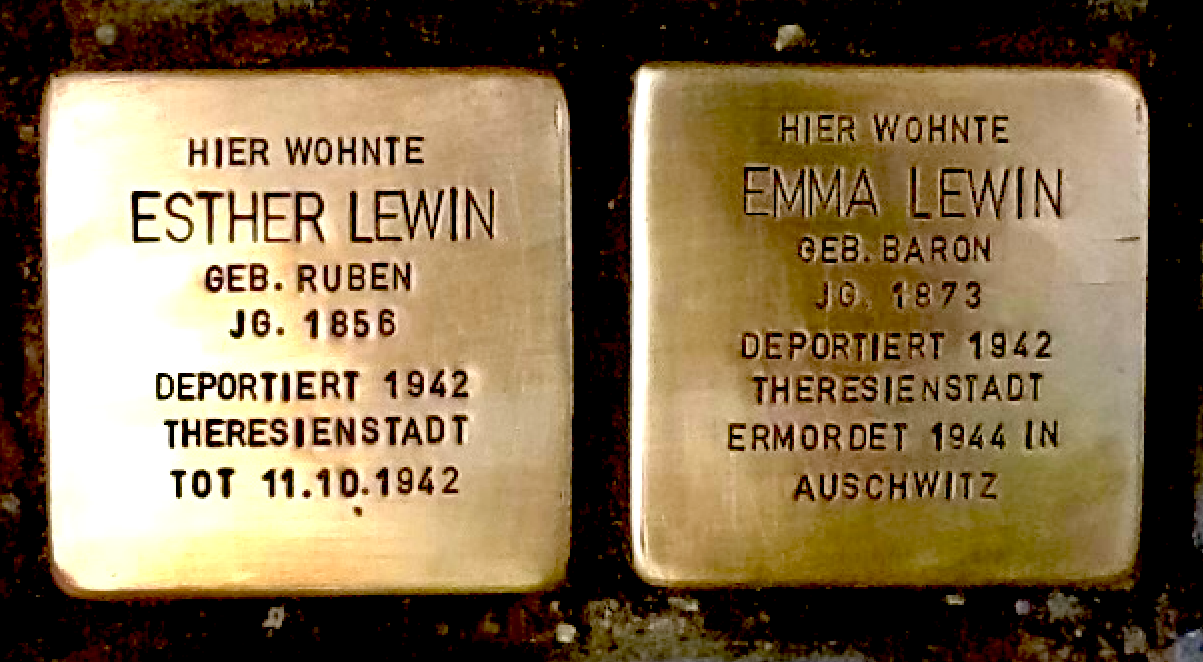 HIER WOHNTE
ESTHER LEWIN
GEB. RUBEN
JG. 1856
DEPORTIERT 1942
THERESIENSTADT
TOT 11.10.1942
HIER WOHNTE
EMMA LEWIN
GEB. BARON
JG. 1873
DEPORTIERT 1942
THERESIENSTADT
ERMORDET 1944 IN
AUSCHWITZ